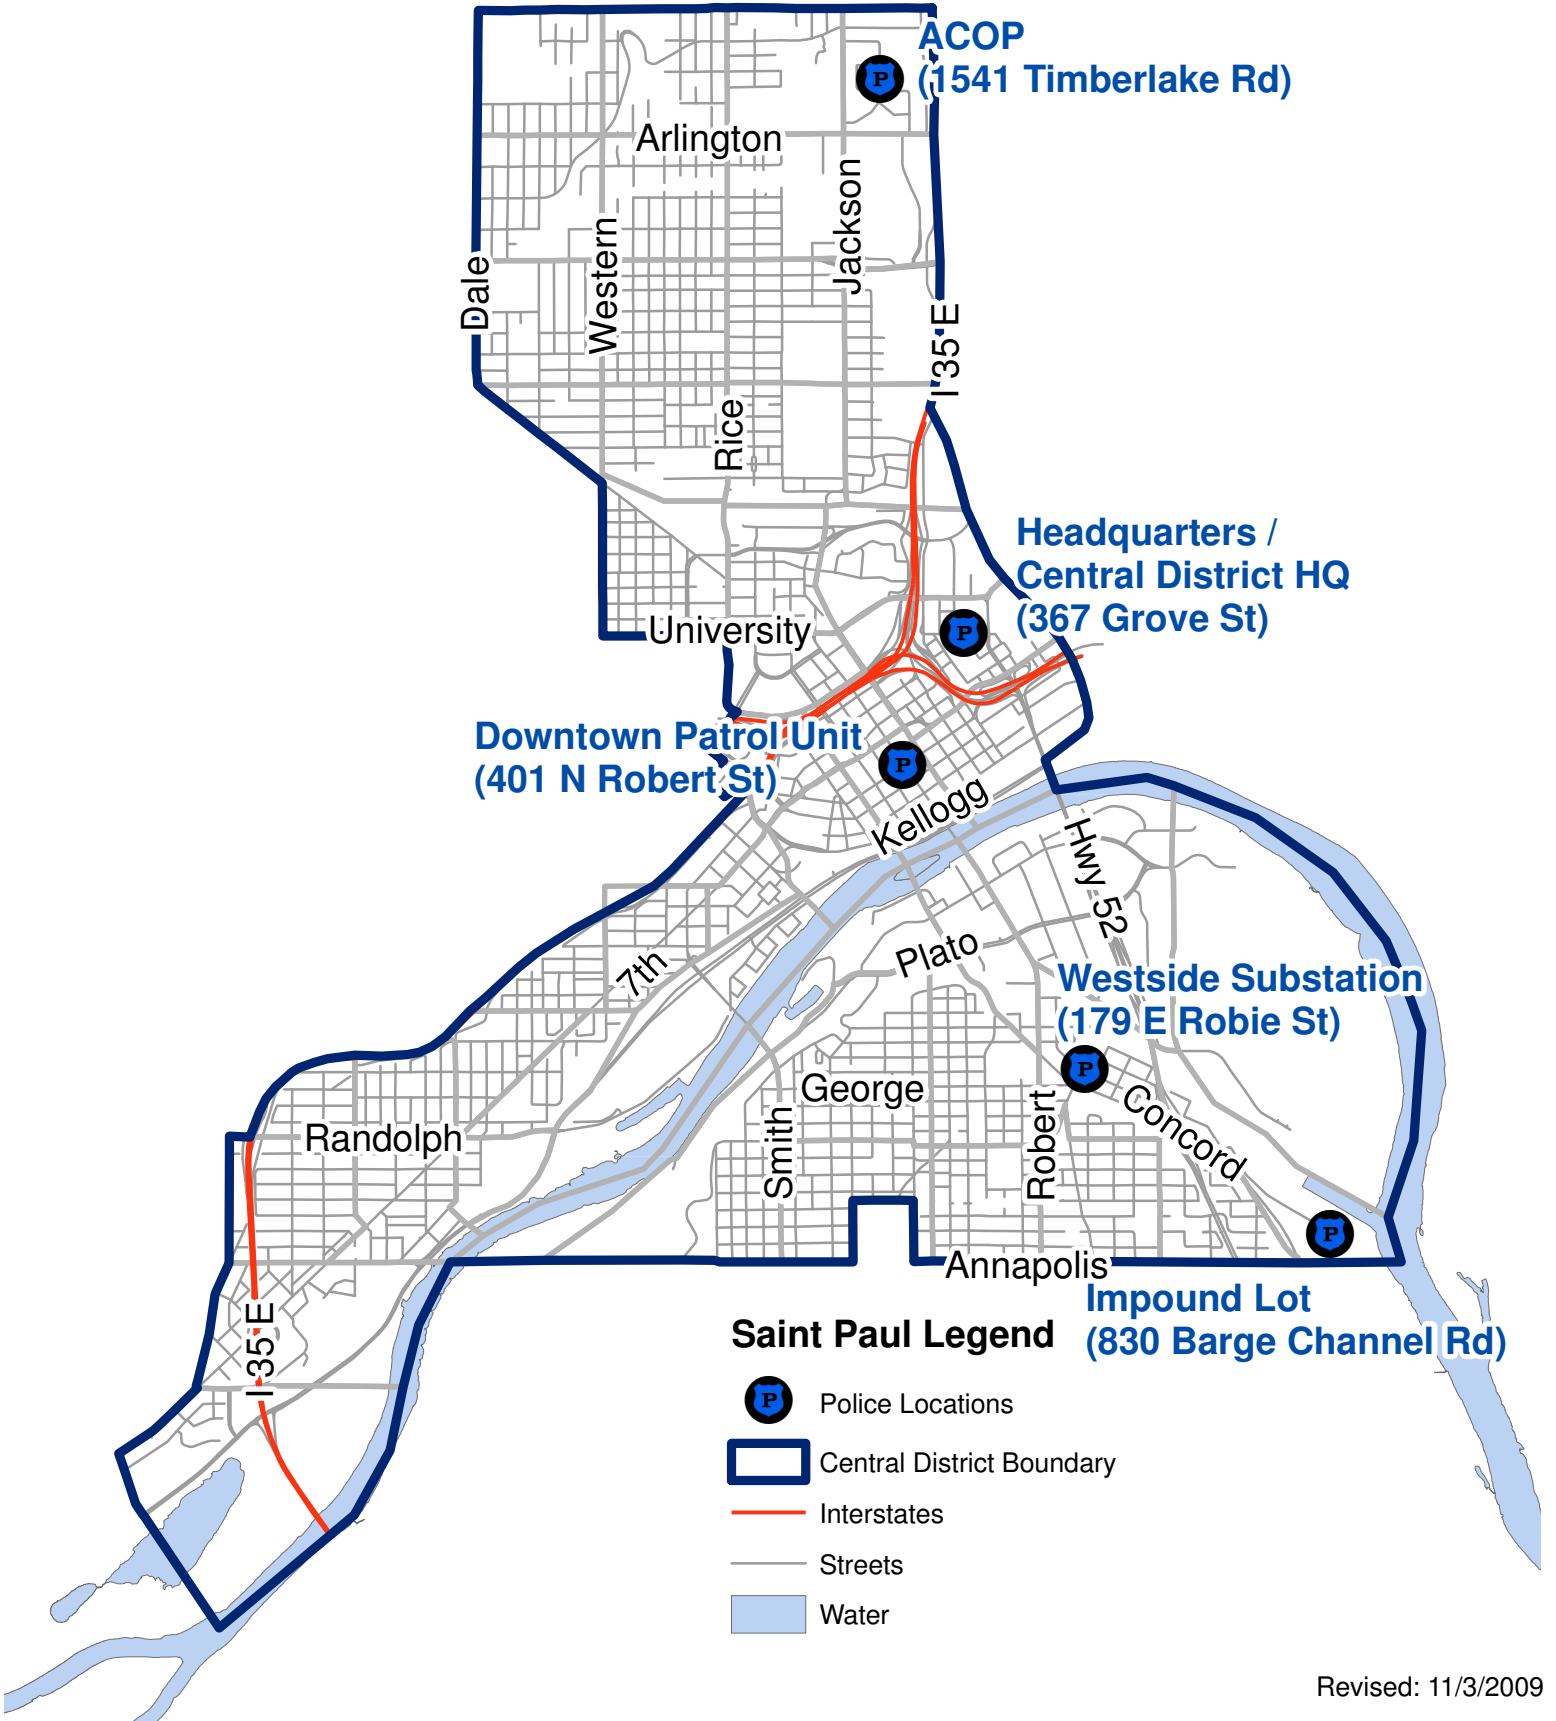 ACOP
(1541 Timberlake Rd)
Arlington
Jackson
Western
Dale
I 35 E
Rice
Headquarters /
Central District HQ
(367 Grove St)
University
Downtown Patrol Unit
(401 N Robert St)
Kellogg
Hwy 52
Plato
7th
Westside Substation
(179 E Robie St)
George
Concord
Randolph
Smith
Robert
Annapolis
Impound Lot
(830 Barge Channel Rd)
I 35 E
Saint Paul Legend
P Police Locations
Central District Boundary
Interstates
Streets
Water
Revised: 11/3/2009
P
P
P
P
P